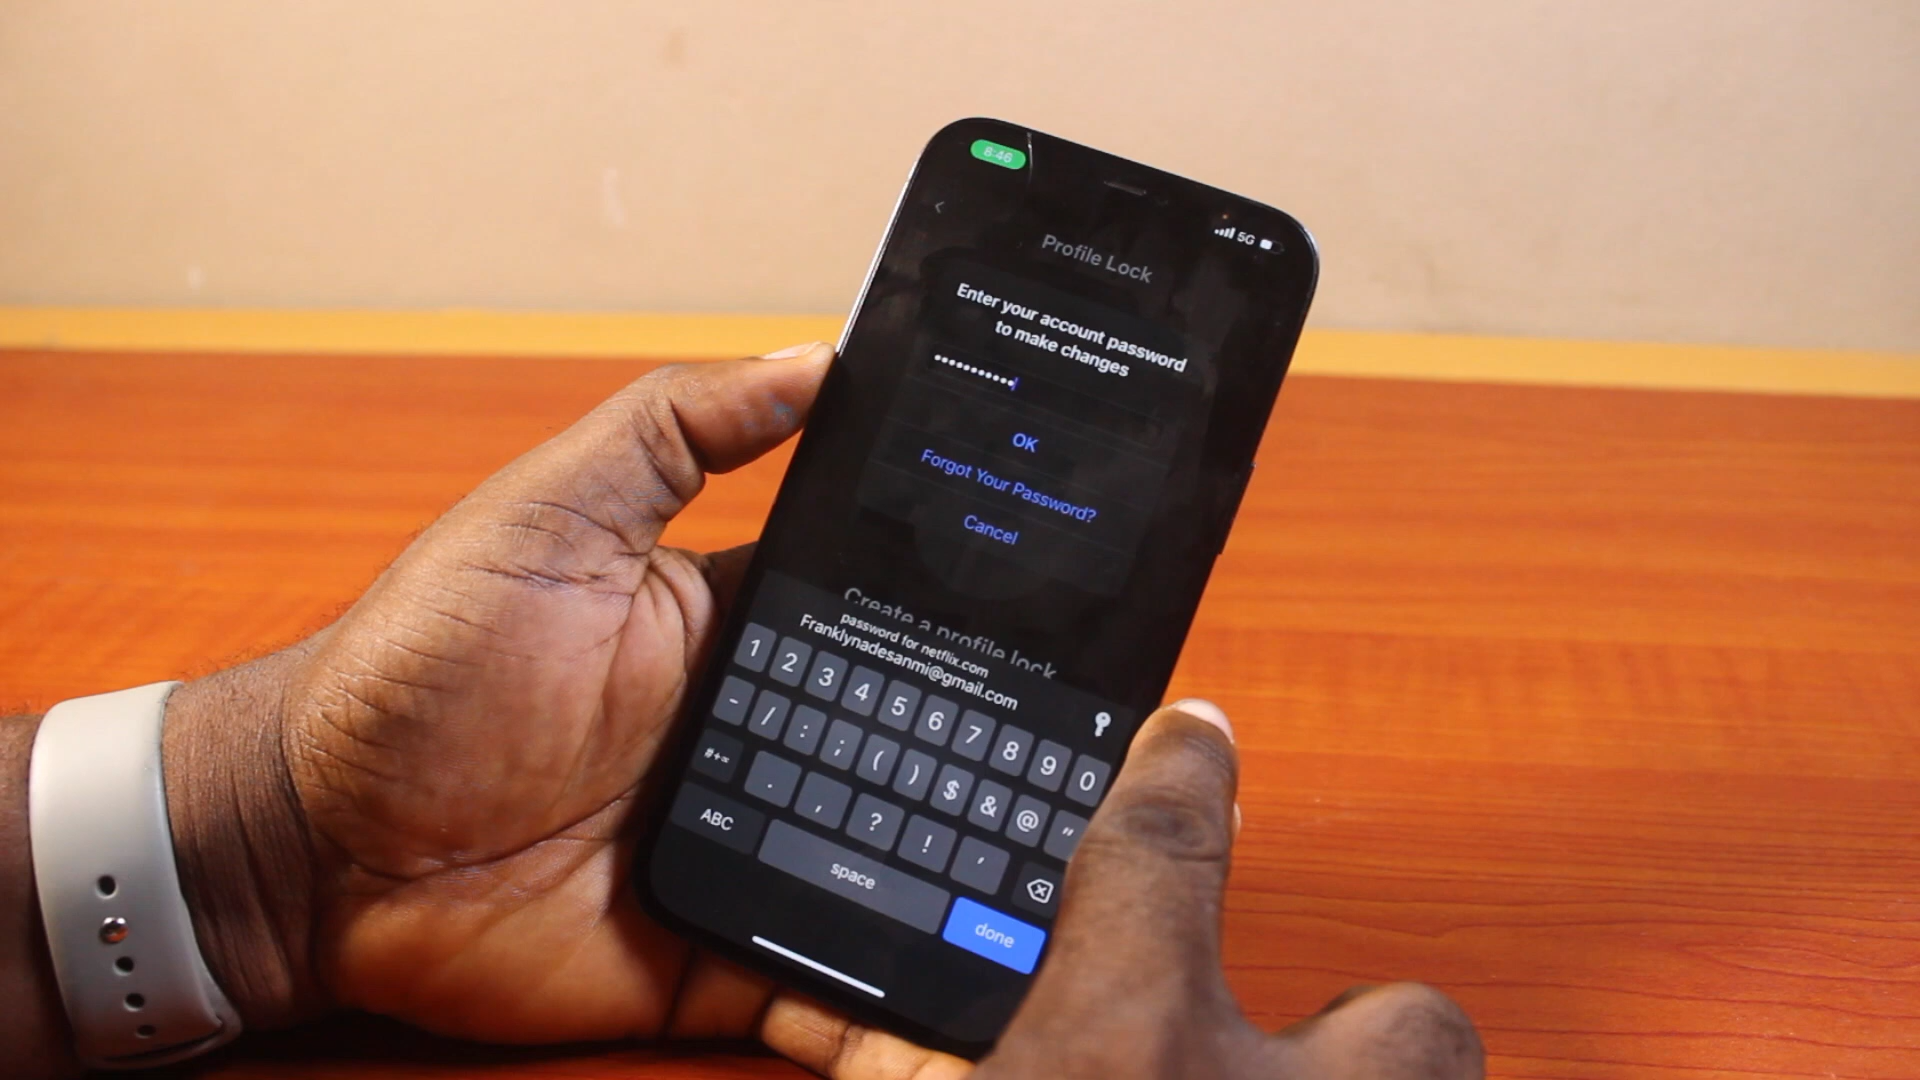 8:46
5G
<
Profile Lock
Enter your account password
to make changes
•••••••••••
OK
Forgot Your Password?
Cancel
Create a profile lock
password for netflix.com
Franklynadesanmi@gmail.com
1 2 3 4 5 6 7 8 9 0
- / : ; ( ) $ & @ "
#+= . , ? ! ’
ABC space done